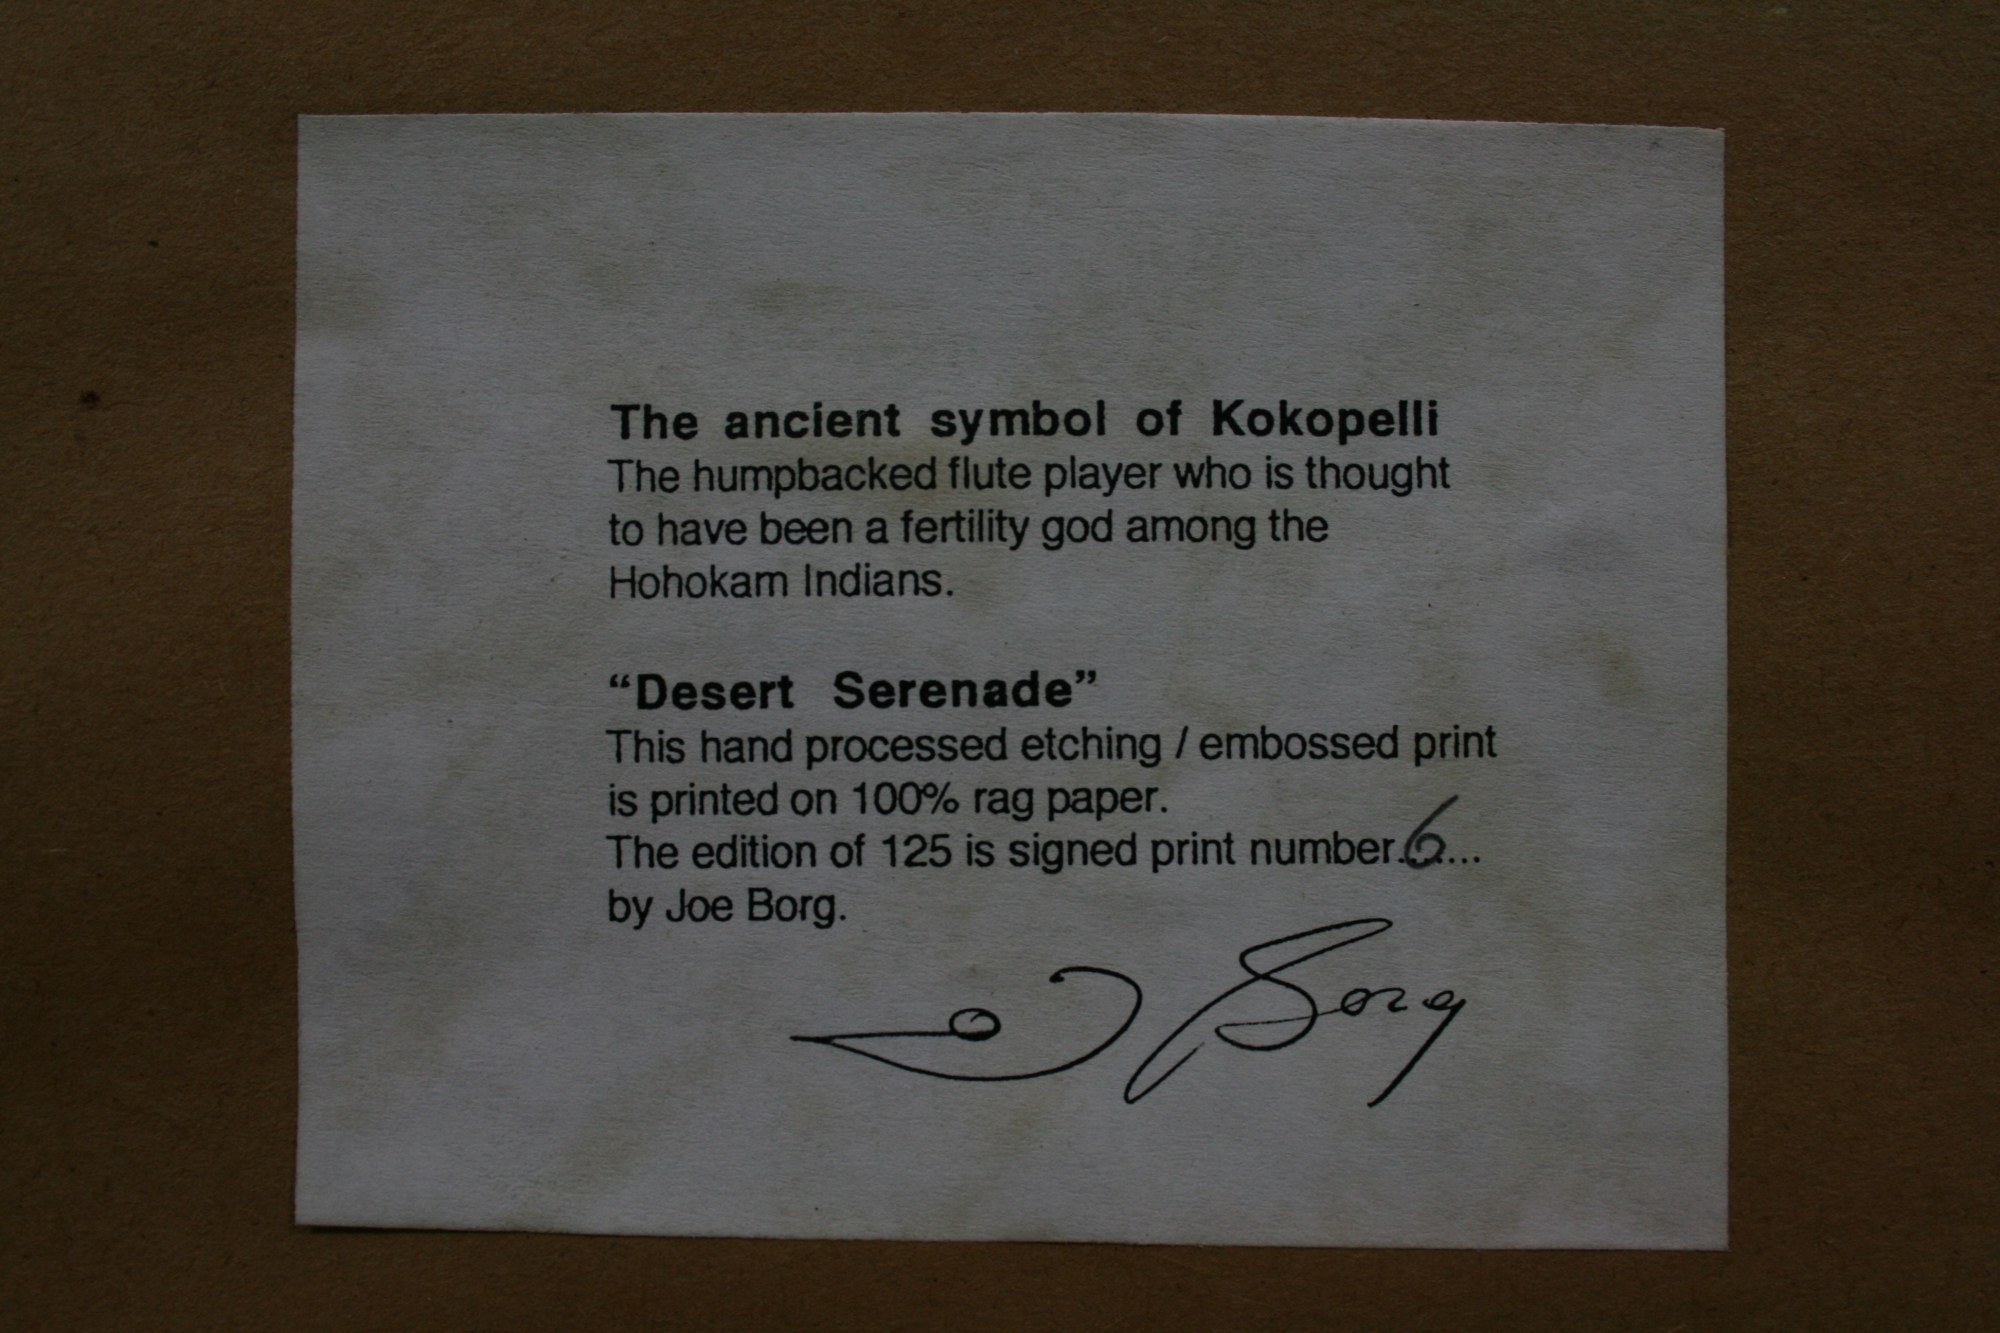 The ancient symbol of Kokopelli
The humpbacked flute player who is thought
to have been a fertility god among the
Hohokam Indians.
“Desert Serenade”
This hand processed etching / embossed print
is printed on 100% rag paper.
The edition of 125 is signed print number.6...
by Joe Borg.
J Borg